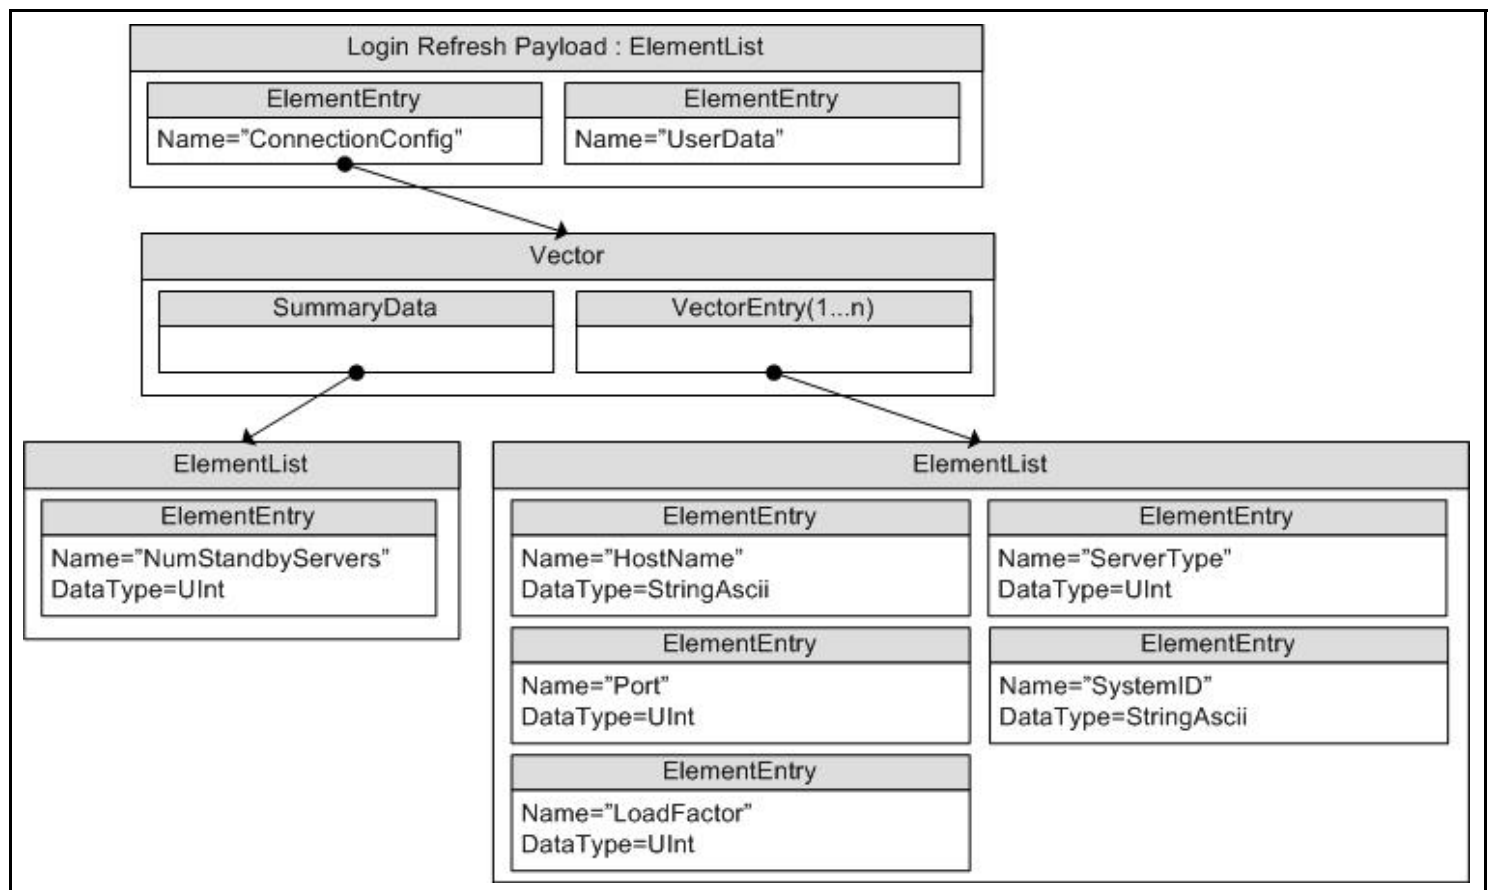 Login Refresh Payload : ElementList
ElementEntry
Name=”ConnectionConfig”
ElementEntry
Name=”UserData”
Vector
SummaryData
VectorEntry(1...n)
ElementList
ElementEntry
Name=”NumStandbyServers”
DataType=UInt
ElementList
ElementEntry
Name=”HostName”
DataType=StringAscii
ElementEntry
Name=”ServerType”
DataType=UInt
ElementEntry
Name=”Port”
DataType=UInt
ElementEntry
Name=”SystemID”
DataType=StringAscii
ElementEntry
Name=”LoadFactor”
DataType=UInt